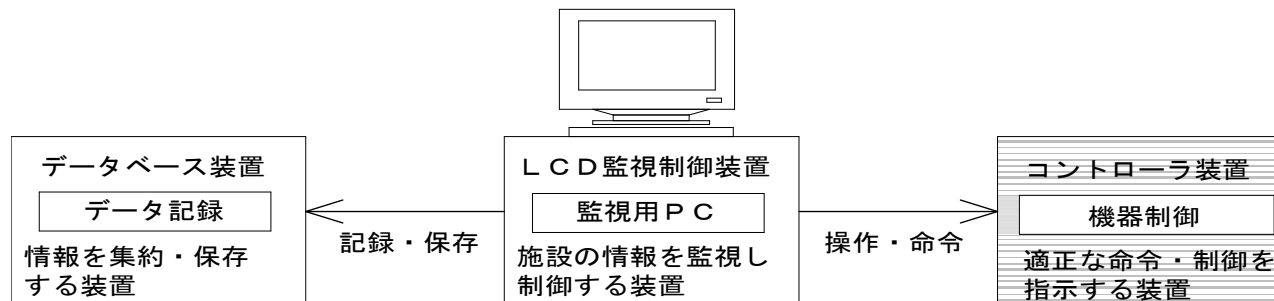 データベース装置
データ記録
情報を集約・保存
する装置
記録・保存
LCD監視制御装置
監視用PC
施設の情報を監視し
制御する装置
操作・命令
コントローラ装置
機器制御
適正な命令・制御を
指示する装置